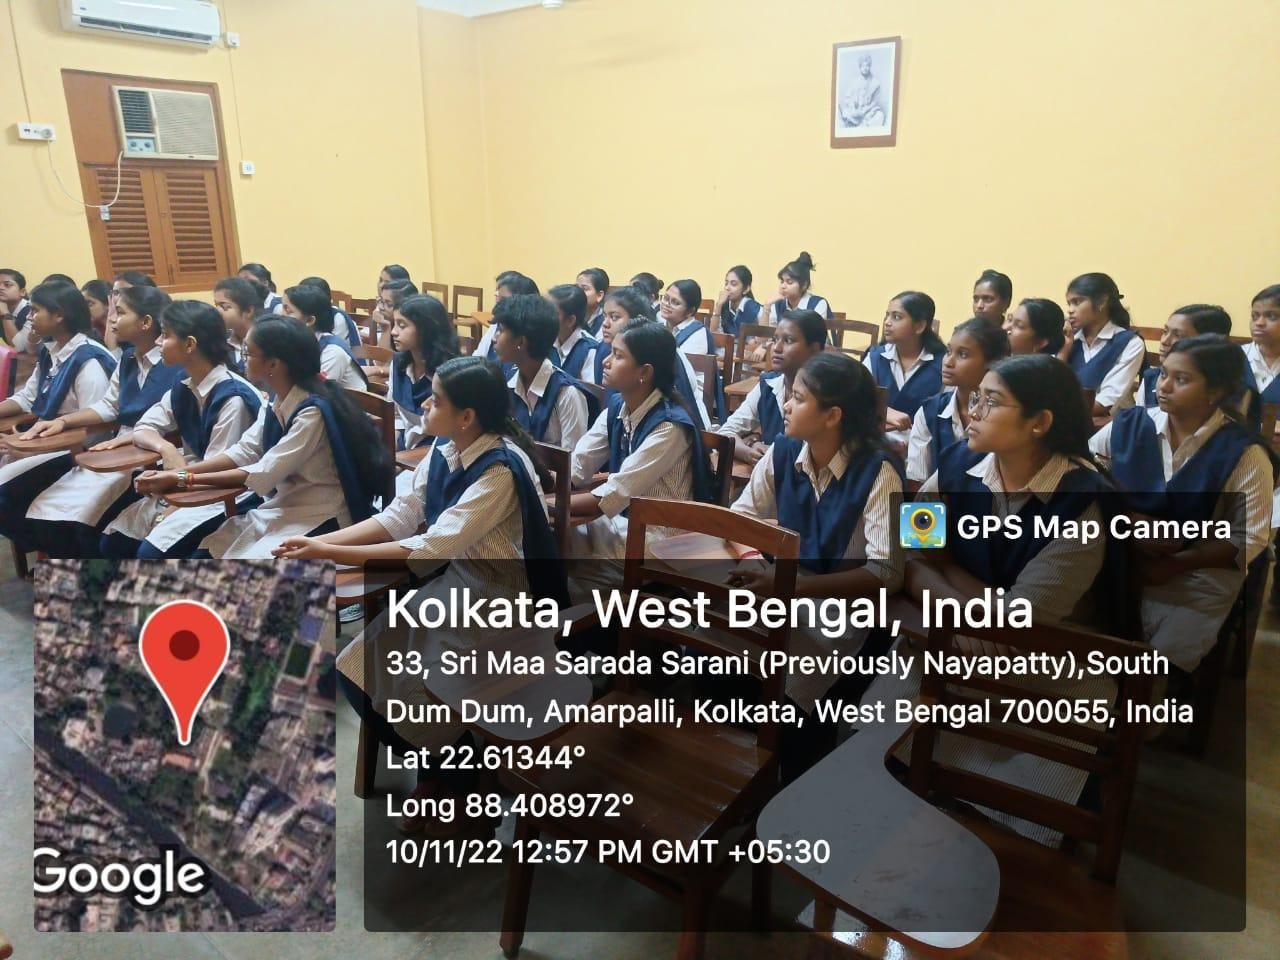 GPS Map Camera
Kolkata, West Bengal, India
33, Sri Maa Sarada Sarani (Previously Nayapatty),South
Dum Dum, Amarpalli, Kolkata, West Bengal 700055, India
Lat 22.61344°
Long 88.408972°
10/11/22 12:57 PM GMT +05:30
Google